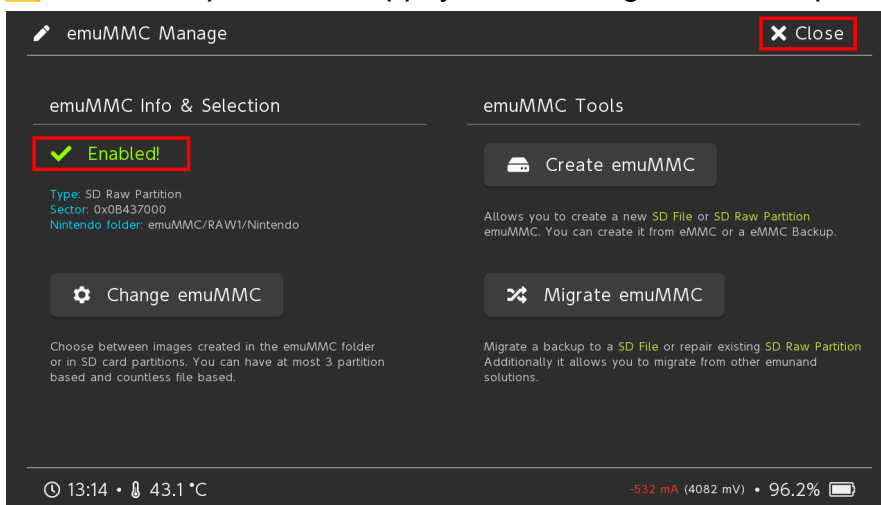 emuMMC Manage
Close
emuMMC Info & Selection
Enabled!
Type: SD Raw Partition
Sector: 0x0B437000
Nintendo folder: emuMMC/RAW1/Nintendo
Change emuMMC
Choose between images created in the emuMMC folder
or in SD card partitions. You can have at most 3 partition
based and countless file based.
emuMMC Tools
Create emuMMC
Allows you to create a new SD File or SD Raw Partition
emuMMC. You can create it from eMMC or a eMMC Backup.
Migrate emuMMC
Migrate a backup to a SD File or repair existing SD Raw Partition
Additionally it allows you to migrate from other emunand
solutions.
13:14 • 43.1 °C
-532 mA (4082 mV) • 96.2%